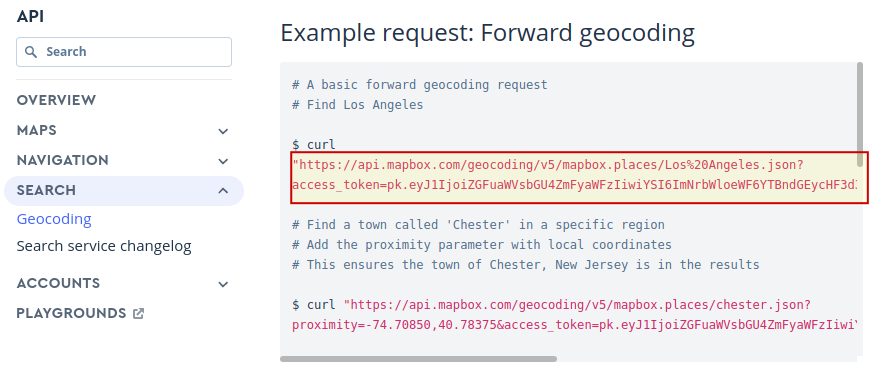 API
Search
OVERVIEW
MAPS
NAVIGATION
SEARCH
Geocoding
Search service changelog
ACCOUNTS
PLAYGROUNDS
Example request: Forward geocoding
# A basic forward geocoding request
# Find Los Angeles
$ curl
"https://api.mapbox.com/geocoding/v5/mapbox.places/Los%20Angeles.json?
access_token=pk.eyJ1IjoiZGFuaWVsbGU4ZmFyaWFzIiwiYSI6ImNrbWloeWF6YTBndGEycHF3d
# Find a town called 'Chester' in a specific region
# Add the proximity parameter with local coordinates
# This ensures the town of Chester, New Jersey is in the results
$ curl "https://api.mapbox.com/geocoding/v5/mapbox.places/chester.json?
proximity=-74.70850,40.78375&access_token=pk.eyJ1IjoiZGFuaWVsbGU4ZmFyaWFzIiwi